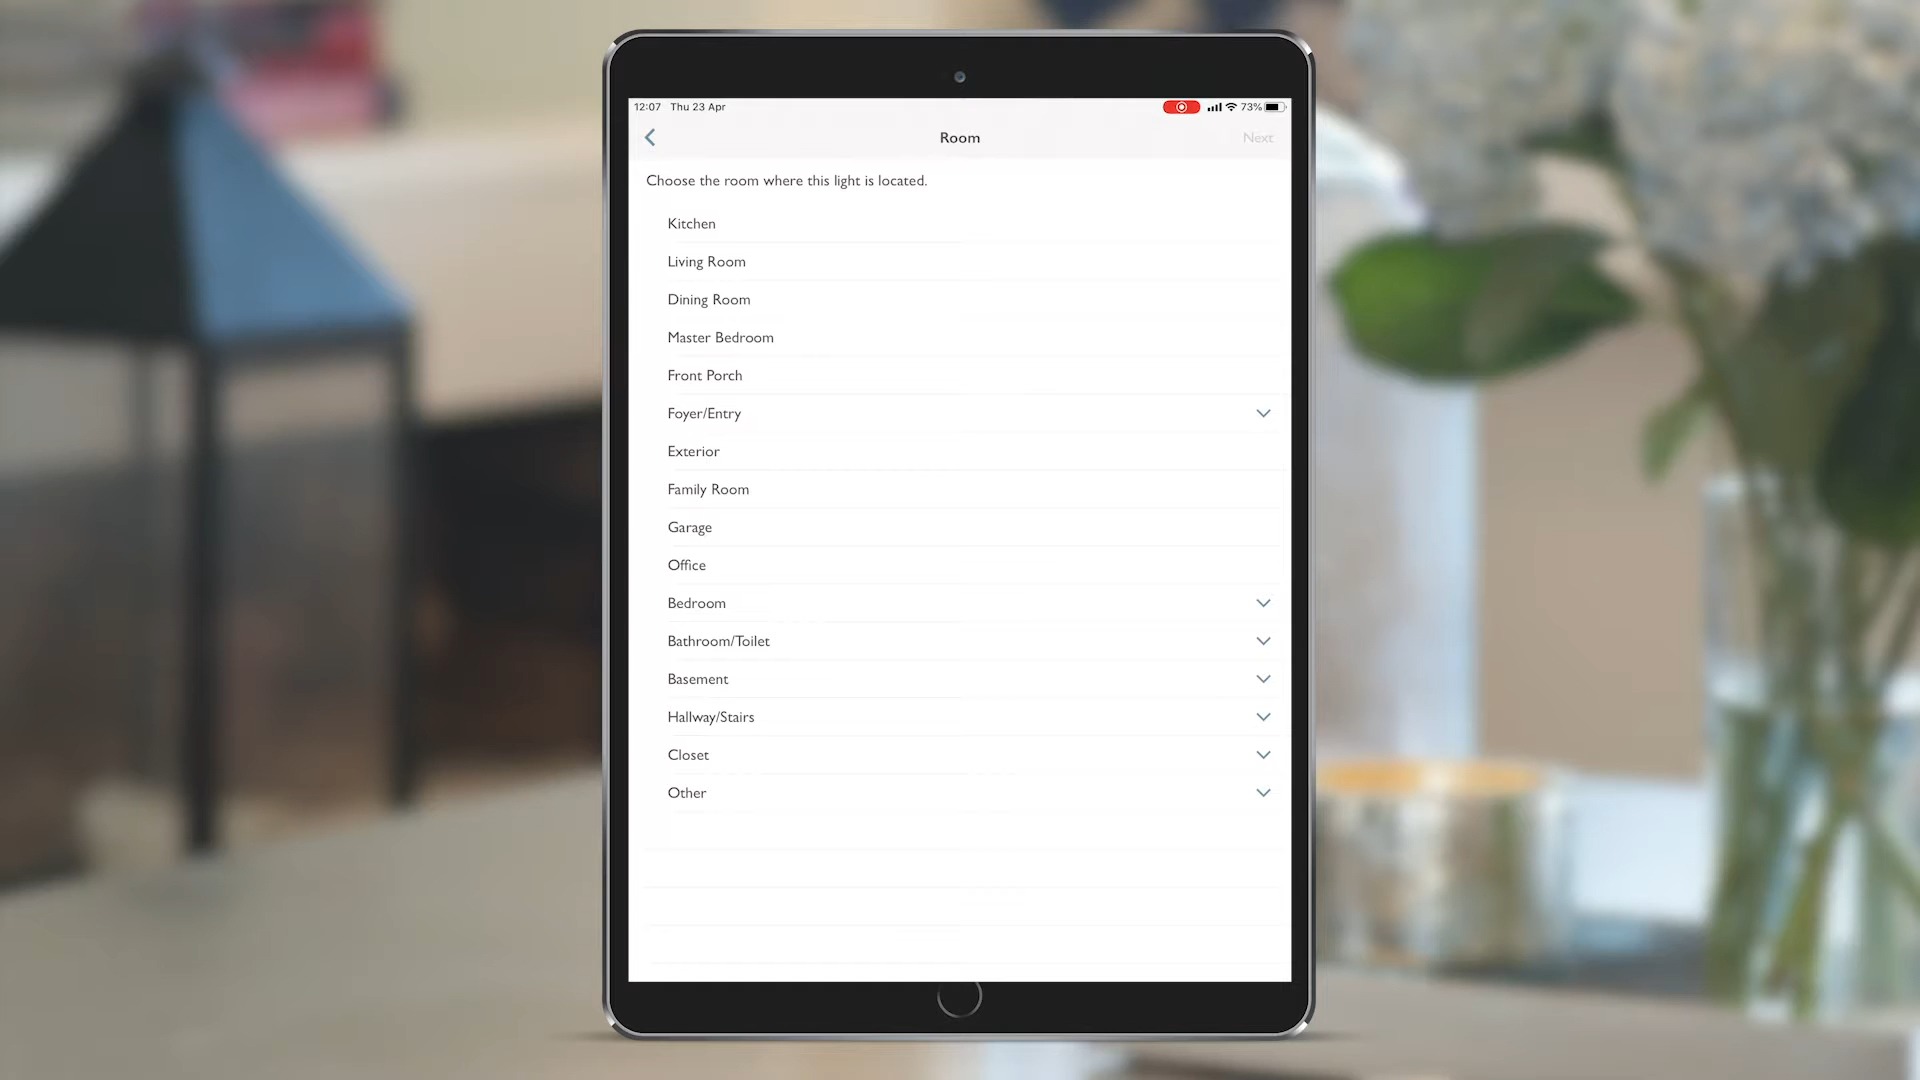 12:07 Thu 23 Apr 73%
Room Next
Choose the room where this light is located.
Kitchen
Living Room
Dining Room
Master Bedroom
Front Porch
Foyer/Entry
Exterior
Family Room
Garage
Office
Bedroom
Bathroom/Toilet
Basement
Hallway/Stairs
Closet
Other